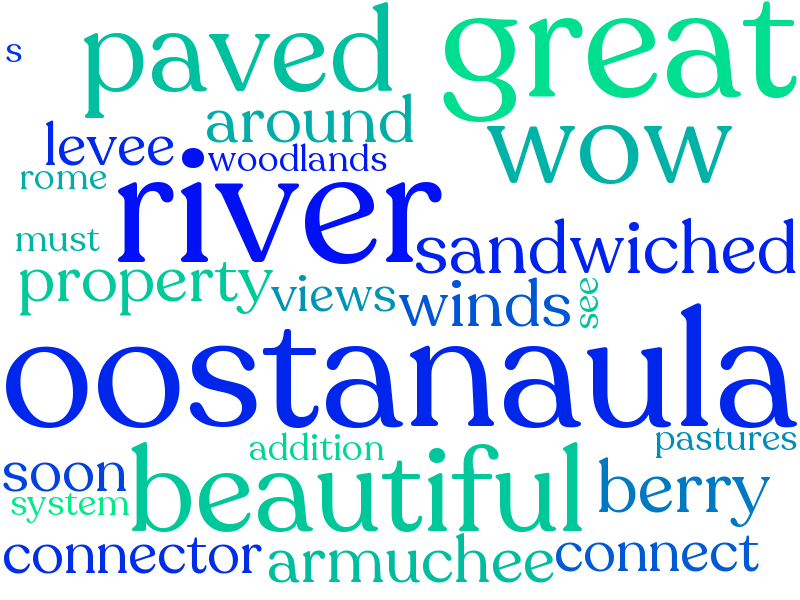 paved great
s
around wow
levee woodlands
rome
river
must sandwiched
property views winds see
oostanaula
addition pastures
soon beautiful berry
system
connector armuchee connect